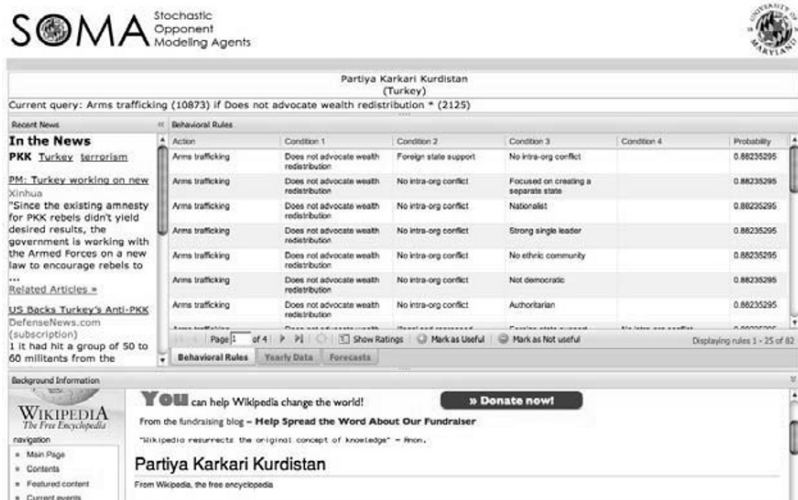 SOMA
Stochastic
Opponent
Modeling Agents
UNIVERSITY OF
MARYLAND
Partiya Karkari Kurdistan
(Turkey)
Current query: Arms trafficking (10873) if Does not advocate wealth redistribution * (2125)
Recent News «
Behavioral Rules
In the News
PKK Turkey terrorism
PM: Turkey working on new
Xinhua
"Since the existing amnesty
for PKK rebels didn't yield
desired results, the
government is working with
the Armed Forces on a new
law to encourage rebels to
...
Related Articles »
US Backs Turkey's Anti-PKK
DefenseNews.com
(subscription)
1 it had hit a group of 50 to
60 militants from the
Action Condition 1 Condition 2 Condition 3 Condition 4 Probability
Arms trafficking Does not advocate wealth Foreign state support No intra-org conflict 0.88235295
redistribution
Arms trafficking Does not advocate wealth No intra-org conflict Focused on creating a 0.88235295
redistribution separate state
Arms trafficking Does not advocate wealth No intra-org conflict Nationalist 0.88235295
redistribution
Arms trafficking Does not advocate wealth No intra-org conflict Strong single leader 0.88235295
redistribution
Arms trafficking Does not advocate wealth No intra-org conflict No ethnic community 0.88235295
redistribution
Arms trafficking Does not advocate wealth No intra-org conflict Not democratic 0.88235295
redistribution
Arms trafficking Does not advocate wealth No intra-org conflict Authoritarian 0.88235295
redistribution
Page 1 of 4 Show Ratings Mark as Useful Mark as Not useful Displaying rules 1 - 25 of 82
Behavioral Rules Yearly Data Forecasts
Background Information
WIKIPEDIA
The Free Encyclopedia
navigation
Main Page
Contents
Featured content
Current events
You can help Wikipedia change the world!
» Donate now!
From the fundraising blog – Help Spread the Word About Our Fundraiser
"Wikipedia resurrects the original concept of knowledge" – Anon.
Partiya Karkari Kurdistan
From Wikipedia, the free encyclopedia